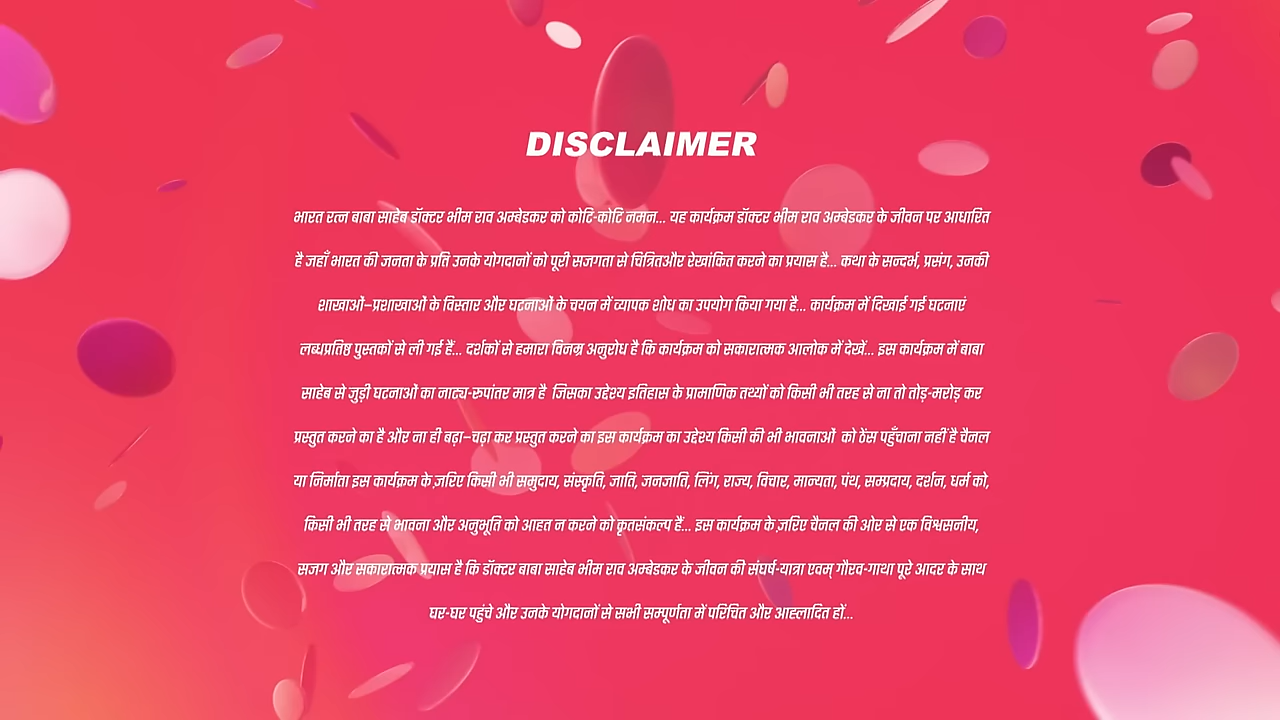 DISCLAIMER
भारत रत्न बाबा साहेब डॉक्टर भीम राव अम्बेडकर को कोटि-कोटि नमन... यह कार्यक्रम डॉक्टर भीम राव अम्बेडकर के जीवन पर आधारित
है जहाँ भारत की जनता के प्रति उनके योगदानों को पूरी सजगता से चित्रितऔर रेखांकित करने का प्रयास है... कथा के सन्दर्भ, प्रसंग, उनकी
शाखाओं–प्रशाखाओं के विस्तार और घटनाओं के चयन में व्यापक शोध का उपयोग किया गया है... कार्यक्रम में दिखाई गई घटनाएं
लब्धप्रतिष्ठ पुस्तकों से ली गई हैं... दर्शकों से हमारा विनम्र अनुरोध है कि कार्यक्रम को सकारात्मक आलोक में देखें... इस कार्यक्रम में बाबा
साहेब से जुड़ी घटनाओं का नाट्य-रुपांतर मात्र है जिसका उद्देश्य इतिहास के प्रामाणिक तथ्यों को किसी भी तरह से ना तो तोड़-मरोड़ कर
प्रस्तुत करने का है और ना ही बढ़ा–चढ़ा कर प्रस्तुत करने का इस कार्यक्रम का उद्देश्य किसी की भी भावनाओं को ठेंस पहुँचाना नहीं है चैनल
या निर्माता इस कार्यक्रम के ज़रिए किसी भी समुदाय, संस्कृति, जाति, जनजाति, लिंग, राज्य, विचार, मान्यता, पंथ, सम्प्रदाय, दर्शन, धर्म को,
किसी भी तरह से भावना और अनुभूति को आहत न करने को कृतसंकल्प हैं... इस कार्यक्रम के ज़रिए चैनल की ओर से एक विश्वसनीय,
सजग और सकारात्मक प्रयास है कि डॉक्टर बाबा साहेब भीम राव अम्बेडकर के जीवन की संघर्ष-यात्रा एवम् गौरव-गाथा पूरे आदर के साथ
घर-घर पहुंचे और उनके योगदानों से सभी सम्पूर्णता में परिचित और आह्लादित हों...